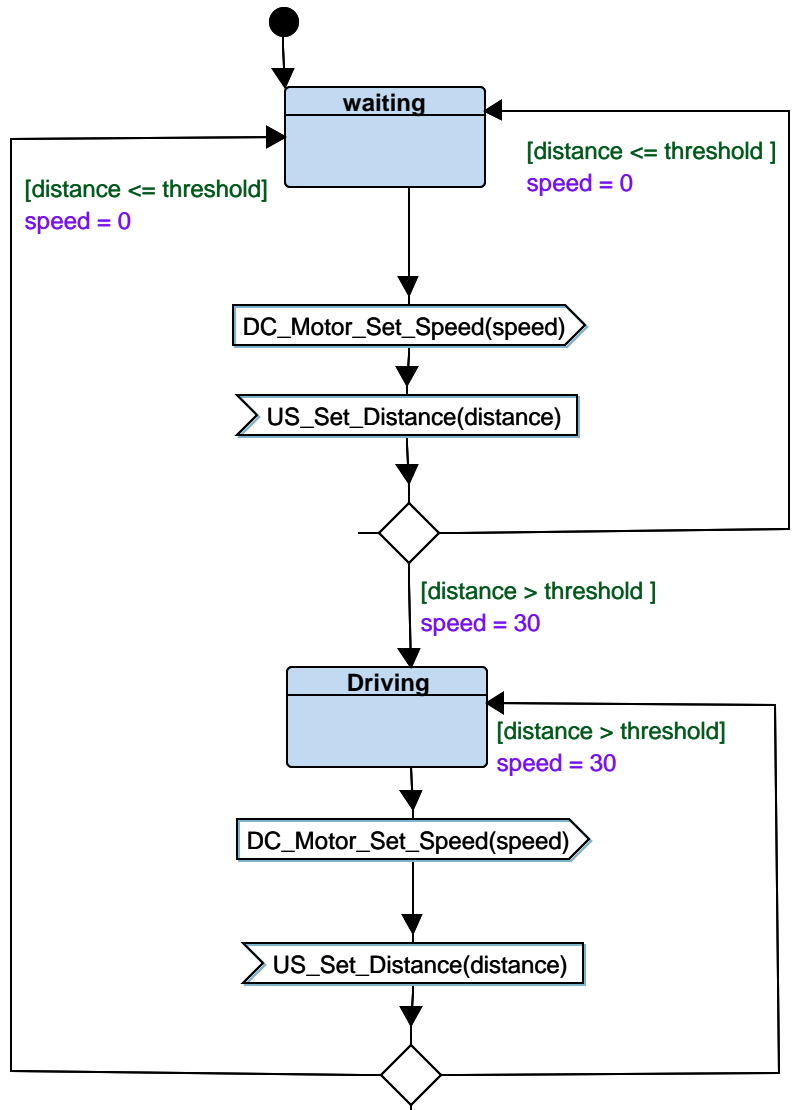 waiting
[distance <= threshold ]
speed = 0
[distance <= threshold]
speed = 0
DC_Motor_Set_Speed(speed)
US_Set_Distance(distance)
[distance > threshold ]
speed = 30
Driving
[distance > threshold]
speed = 30
DC_Motor_Set_Speed(speed)
US_Set_Distance(distance)